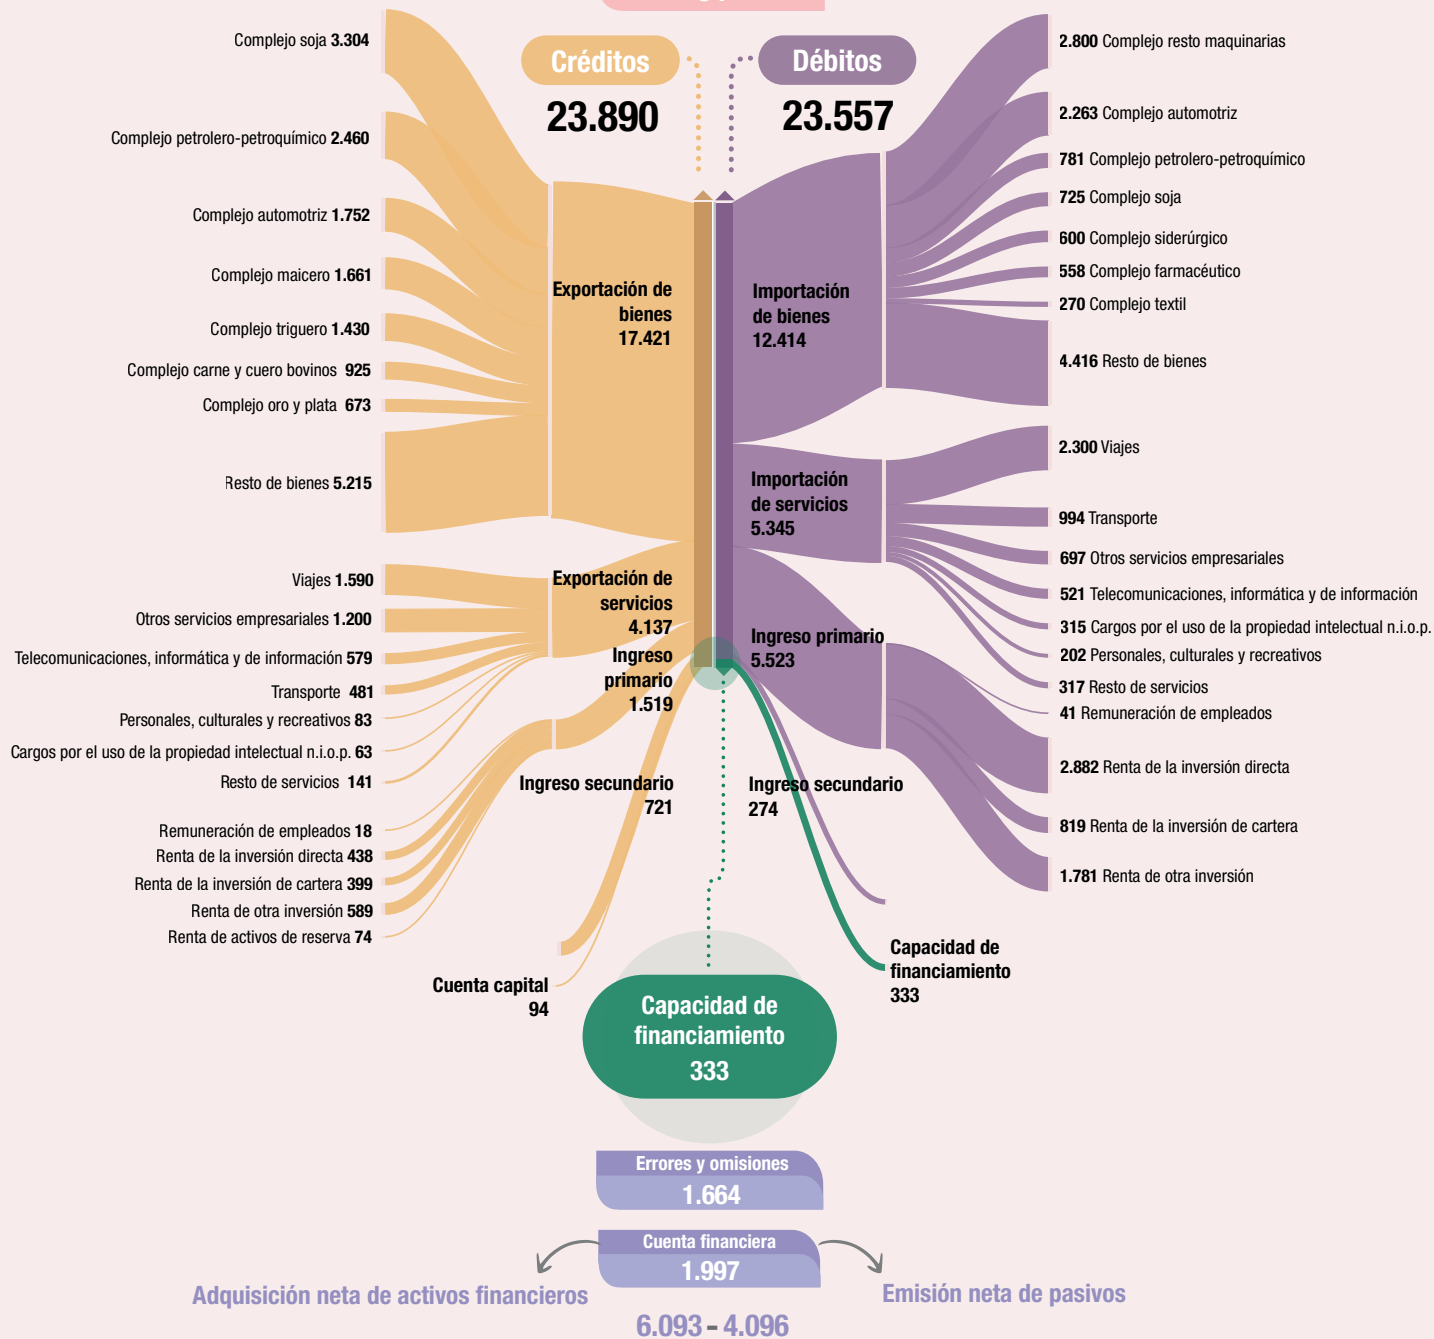 Créditos
23.890
Débitos
23.557
Complejo soja 3.304
Complejo petrolero-petroquímico 2.460
Complejo automotriz 1.752
Complejo maicero 1.661
Complejo triguero 1.430
Complejo carne y cuero bovinos 925
Complejo oro y plata 673
Resto de bienes 5.215
Viajes 1.590
Otros servicios empresariales 1.200
Telecomunicaciones, informática y de información 579
Transporte 481
Personales, culturales y recreativos 83
Cargos por el uso de la propiedad intelectual n.i.o.p. 63
Resto de servicios 141
Remuneración de empleados 18
Renta de la inversión directa 438
Renta de la inversión de cartera 399
Renta de otra inversión 589
Renta de activos de reserva 74
Exportación de
bienes
17.421
Exportación de
servicios
4.137
Ingreso
primario
1.519
Ingreso secundario
721
Cuenta capital
94
Importación
de bienes
12.414
Importación
de servicios
5.345
Ingreso primario
5.523
Ingreso secundario
274
Capacidad de
financiamiento
333
2.800 Complejo resto maquinarias
2.263 Complejo automotriz
781 Complejo petrolero-petroquímico
725 Complejo soja
600 Complejo siderúrgico
558 Complejo farmacéutico
270 Complejo textil
4.416 Resto de bienes
2.300 Viajes
994 Transporte
697 Otros servicios empresariales
521 Telecomunicaciones, informática y de información
315 Cargos por el uso de la propiedad intelectual n.i.o.p.
202 Personales, culturales y recreativos
317 Resto de servicios
41 Remuneración de empleados
2.882 Renta de la inversión directa
819 Renta de la inversión de cartera
1.781 Renta de otra inversión
Capacidad de
financiamiento
333
Errores y omisiones
1.664
Cuenta financiera
1.997
Adquisición neta de activos financieros
Emisión neta de pasivos
6.093 - 4.096